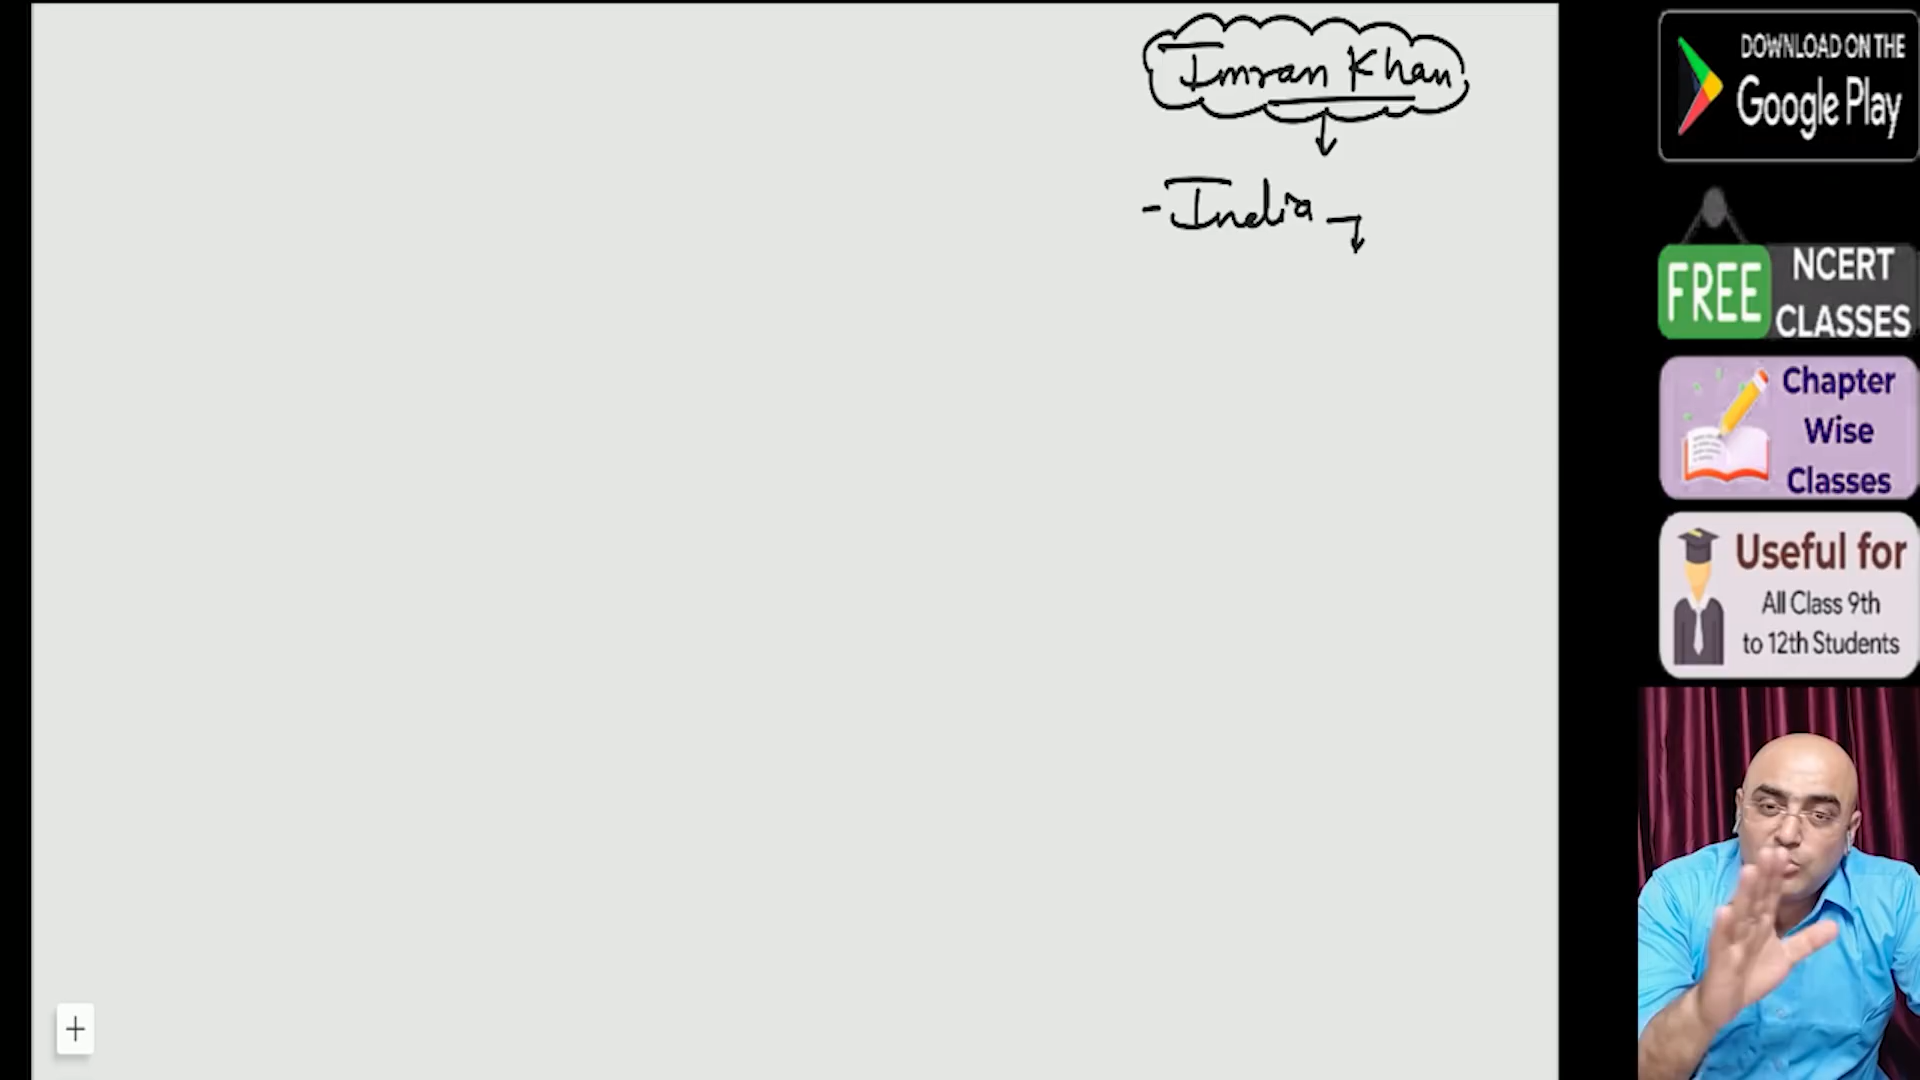 Imran Khan
- India
DOWNLOAD ON THE
Google Play
FREE
NCERT
CLASSES
Chapter
Wise
Classes
Useful for
All Class 9th
to 12th Students
+